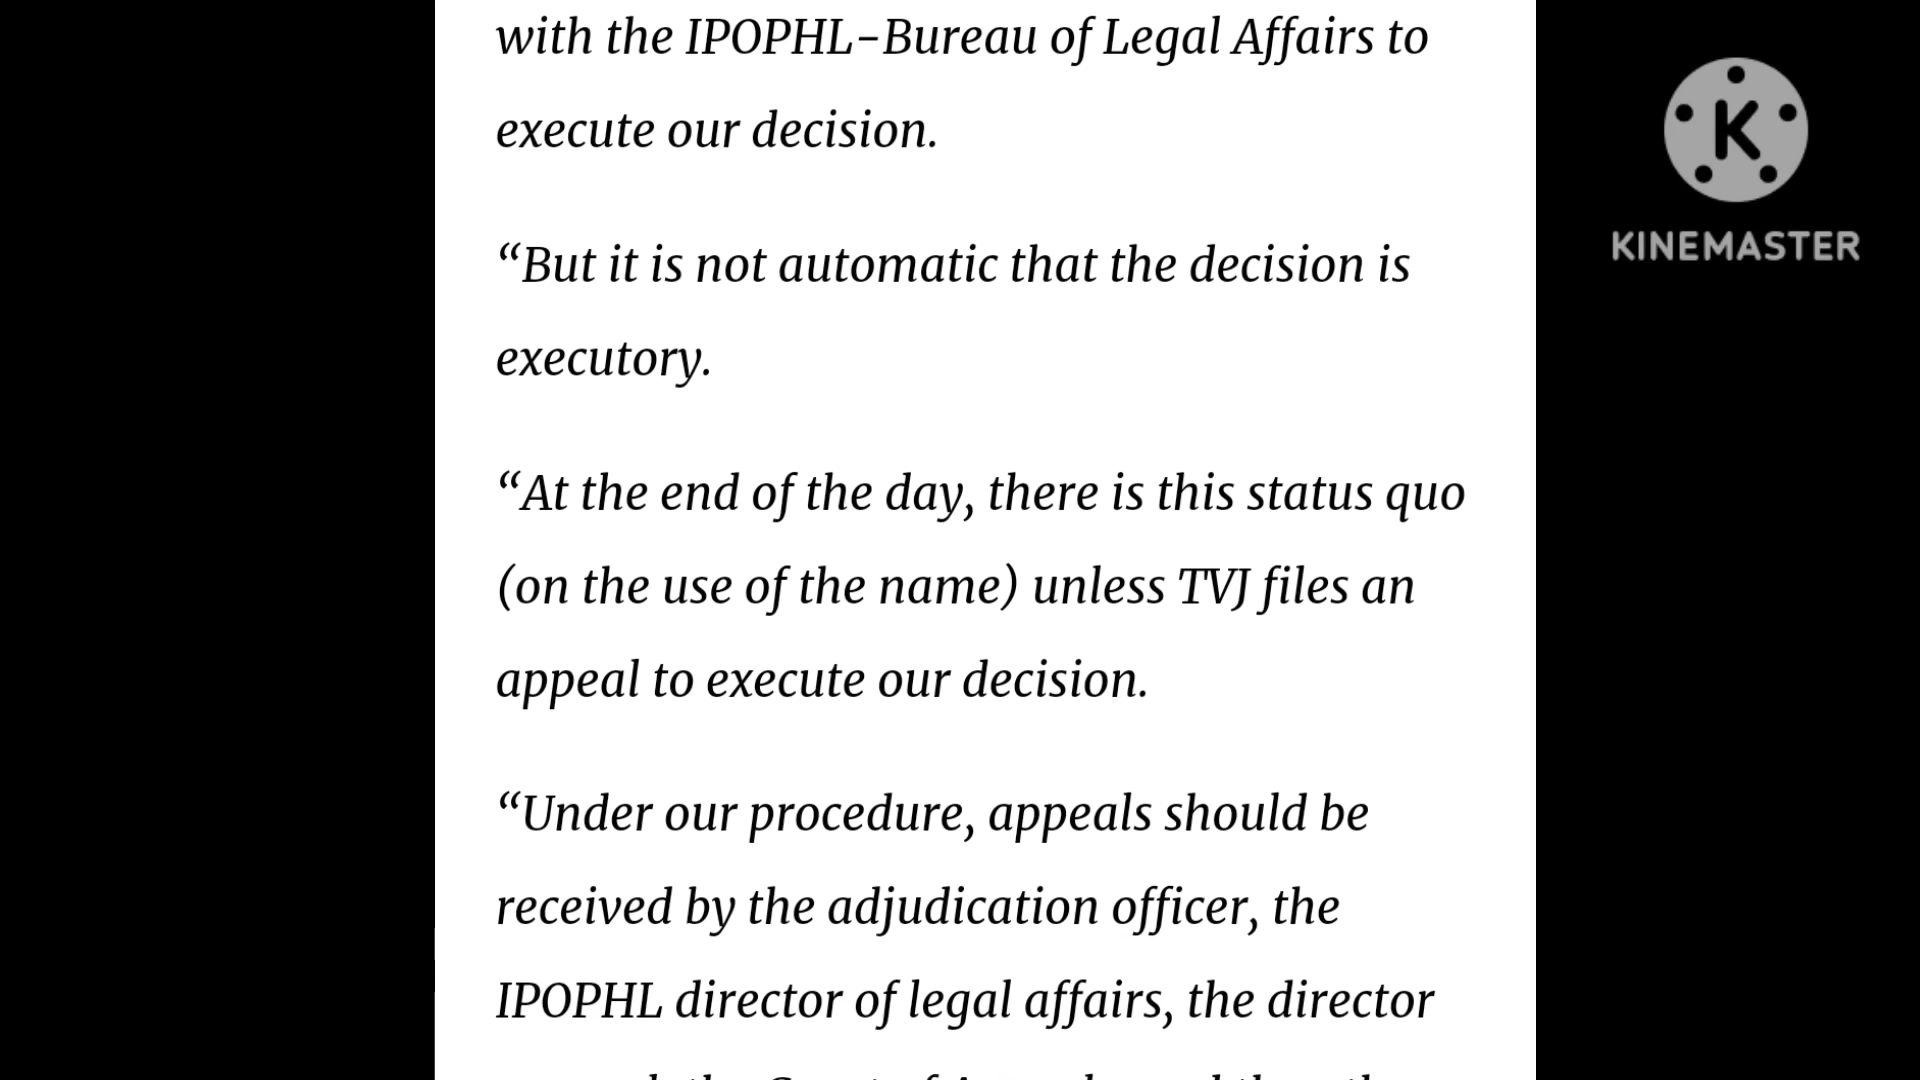 with the IPOPHL-Bureau of Legal Affairs to
execute our decision.
“But it is not automatic that the decision is
executory.
“At the end of the day, there is this status quo
(on the use of the name) unless TVJ files an
appeal to execute our decision.
“Under our procedure, appeals should be
received by the adjudication officer, the
IPOPHL director of legal affairs, the director
K
KINEMASTER